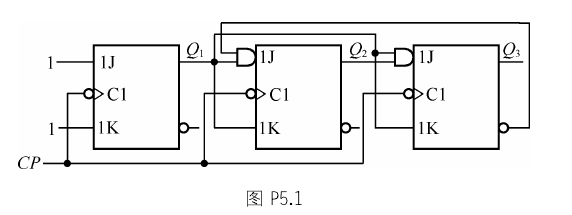 Q1 Q2 Q3
1 1J 1J 1J
C1 C1 C1
1 1K 1K 1K
CP
图 P5.1